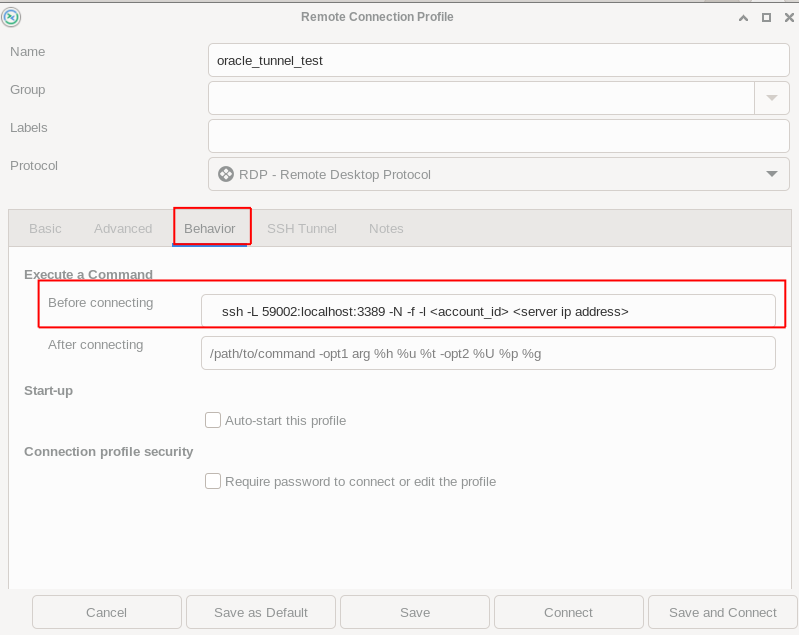 Remote Connection Profile
Name
oracle_tunnel_test
Group
Labels
Protocol
RDP - Remote Desktop Protocol
Basic Advanced Behavior SSH Tunnel Notes
Execute a Command
Before connecting
ssh -L 59002:localhost:3389 -N -f -l <account_id> <server ip address>
After connecting
/path/to/command -opt1 arg %h %u %t -opt2 %U %p %g
Start-up
Auto-start this profile
Connection profile security
Require password to connect or edit the profile
Cancel Save as Default Save Connect Save and Connect